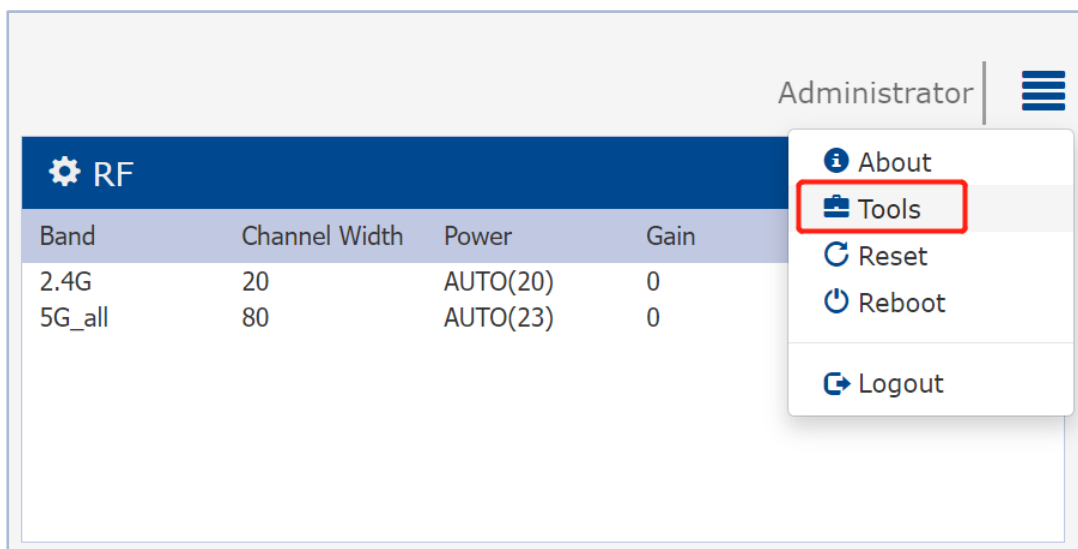 Administrator
RF
Band Channel Width Power Gain
2.4G 20 AUTO(20) 0
5G_all 80 AUTO(23) 0
About
Tools
Reset
Reboot
Logout